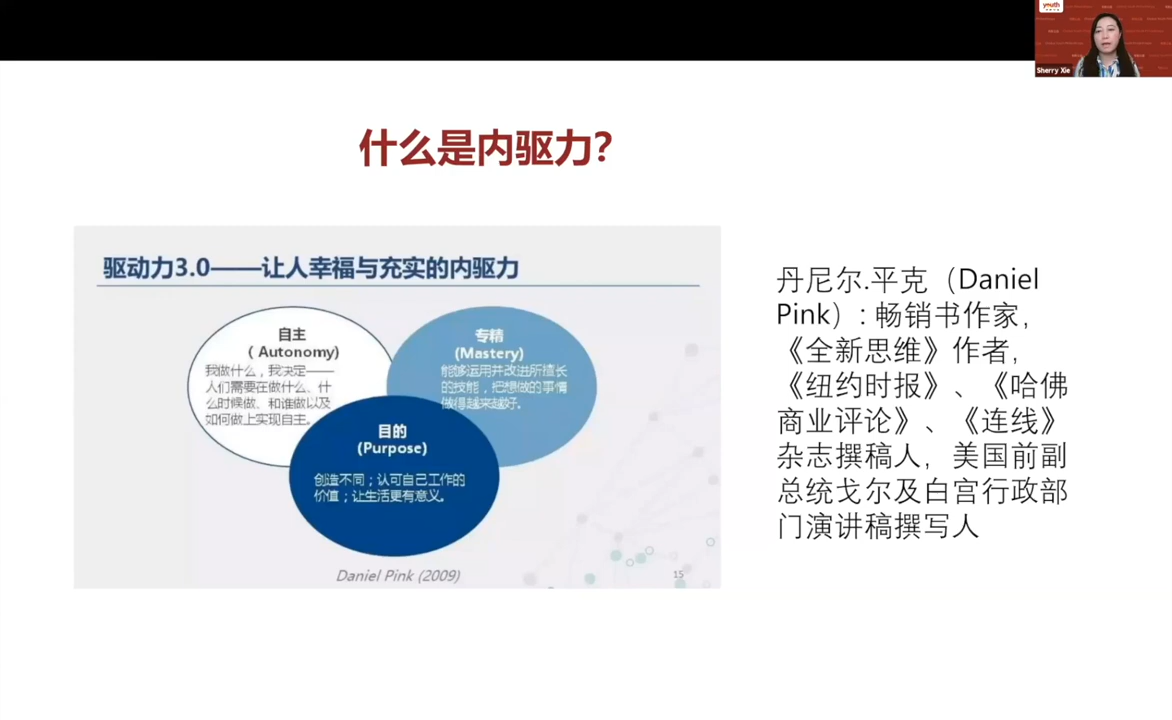 youth
Sherry Xie
什么是内驱力?
驱动力3.0——让人幸福与充实的内驱力
自主
( Autonomy)
我做什么，我决定——
人们需要在做什么、什
么时候做、和谁做以及
如何做上实现自主。
专精
(Mastery)
能够运用并改进所擅长
的技能，把想做的事情
做得越来越好。
目的
(Purpose)
创造不同；认可自己工作的
价值；让生活更有意义。
Daniel Pink (2009)
15
丹尼尔.平克（Daniel
Pink）: 畅销书作家，
《全新思维》作者，
《纽约时报》、《哈佛
商业评论》、《连线》
杂志撰稿人，美国前副
总统戈尔及白宫行政部
门演讲稿撰写人